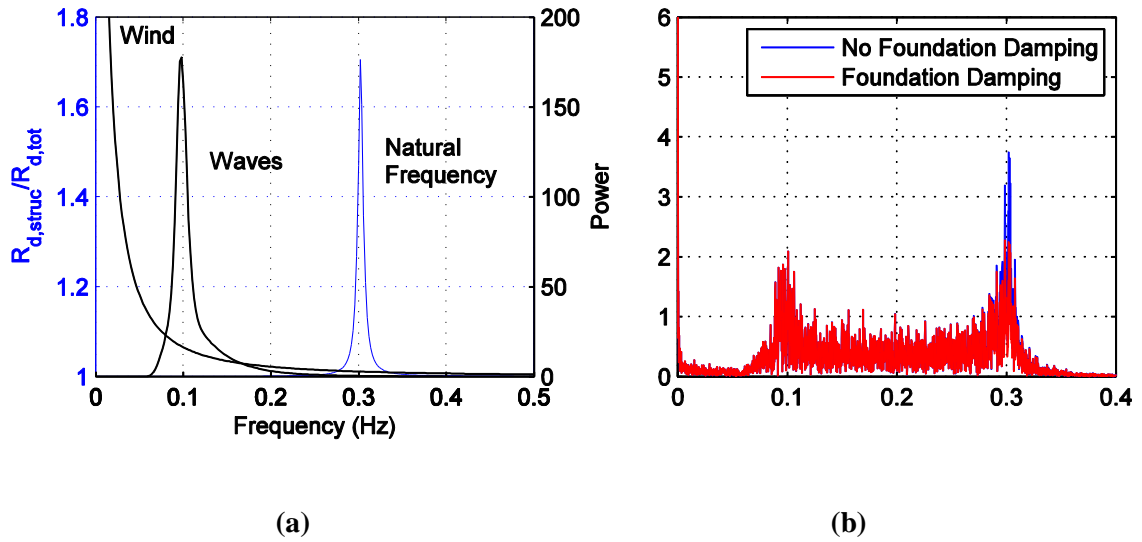 1.8
1.6
1.4
1.2
1
R_d,struc/R_d,tot
Wind
Waves
Natural
Frequency
200
150
100
50
0
Power
0 0.1 0.2 0.3 0.4 0.5
Frequency (Hz)
(a)
6
5
4
3
2
1
0
No Foundation Damping
Foundation Damping
0 0.1 0.2 0.3 0.4
(b)